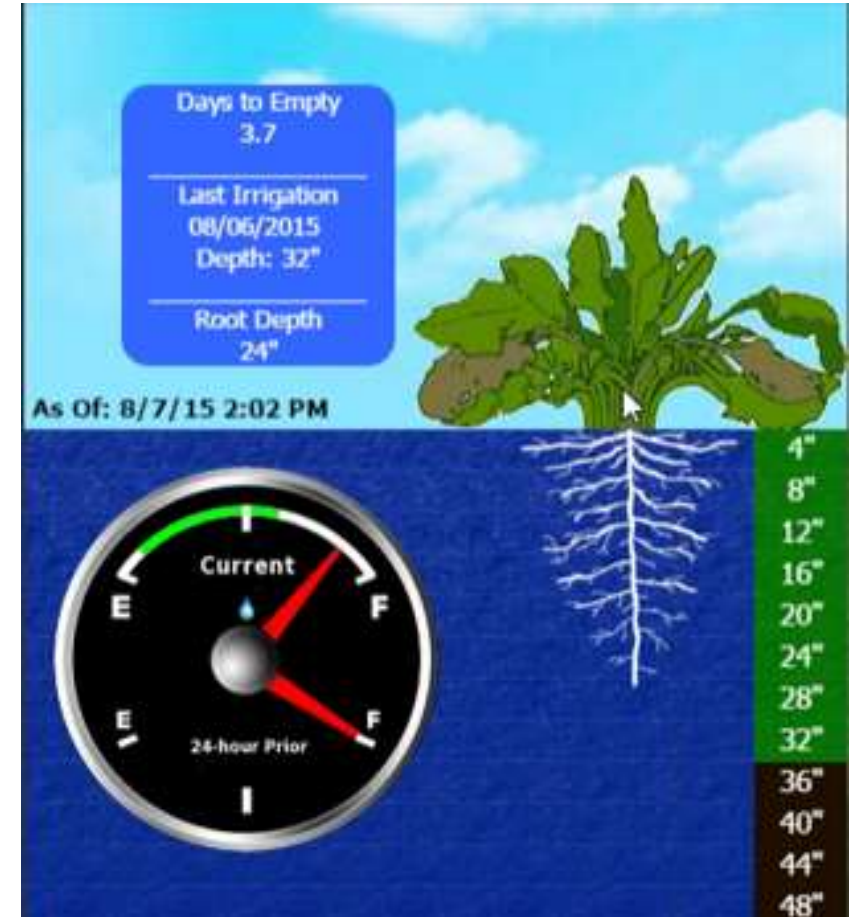 Days to Empty
3.7
Last Irrigation
08/06/2015
Depth: 32"
Root Depth
24"
As Of: 8/7/15 2:02 PM
Current
E
F
E
F
24-hour Prior
4"
8"
12"
16"
20"
24"
28"
32"
36"
40"
44"
48"